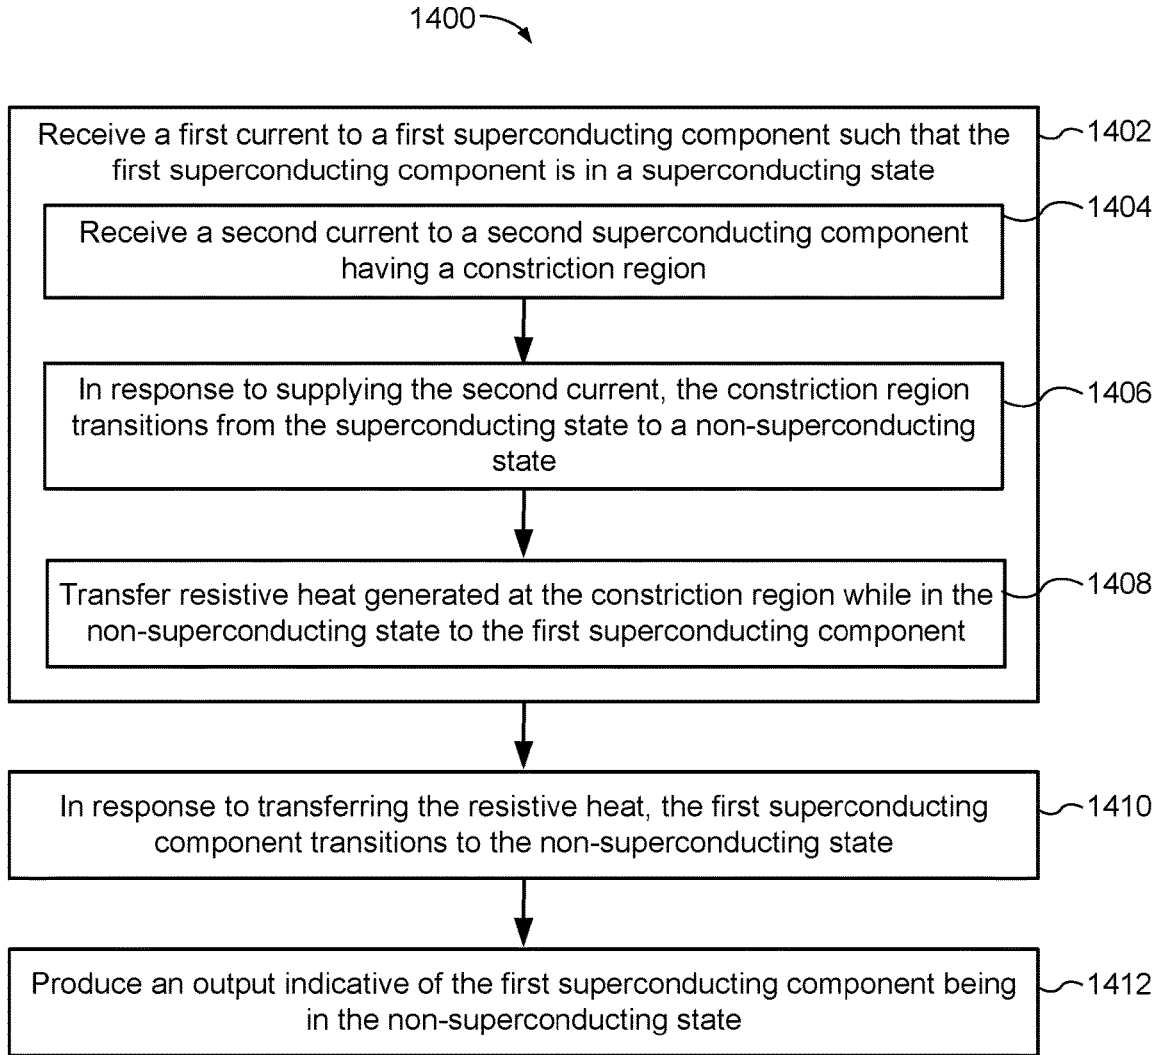 1400
Receive a first current to a first superconducting component such that the
first superconducting component is in a superconducting state
1402
Receive a second current to a second superconducting component
having a constriction region
1404
In response to supplying the second current, the constriction region
transitions from the superconducting state to a non-superconducting
state
1406
Transfer resistive heat generated at the constriction region while in the
non-superconducting state to the first superconducting component
1408
In response to transferring the resistive heat, the first superconducting
component transitions to the non-superconducting state
1410
Produce an output indicative of the first superconducting component being
in the non-superconducting state
1412